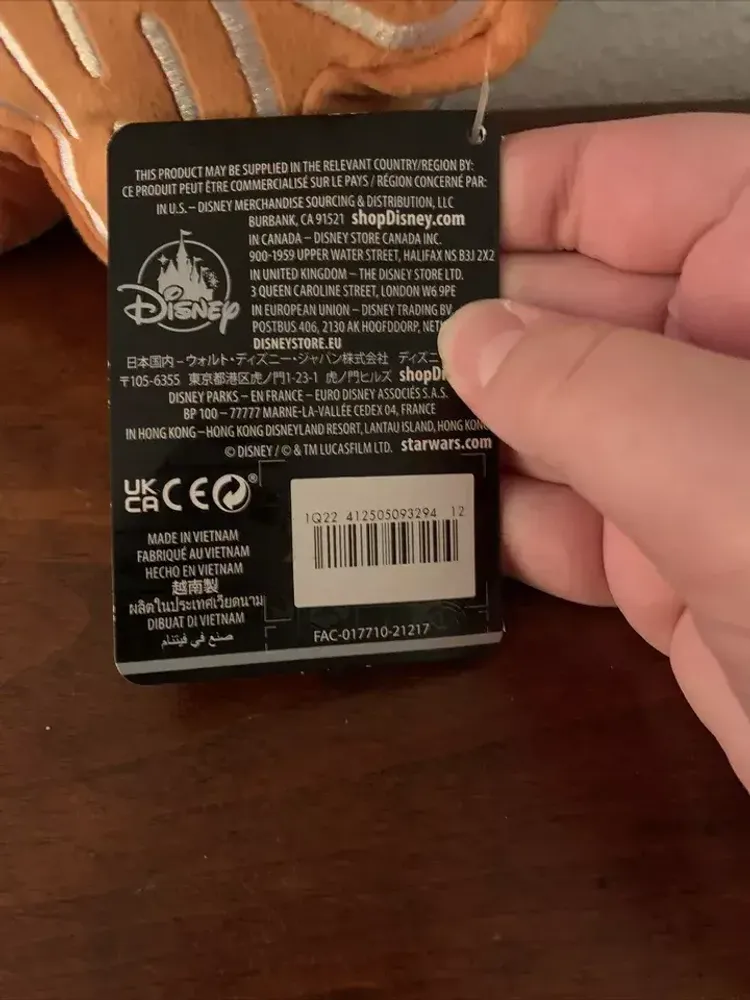 THIS PRODUCT MAY BE SUPPLIED IN THE RELEVANT COUNTRY/REGION BY:
CE PRODUIT PEUT ÊTRE COMMERCIALISÉ SUR LE PAYS / RÉGION CONCERNÉ PAR:
IN U.S. – DISNEY MERCHANDISE SOURCING & DISTRIBUTION, LLC
BURBANK, CA 91521 shopDisney.com
IN CANADA – DISNEY STORE CANADA INC.
900-1959 UPPER WATER STREET, HALIFAX NS B3J 2X2
IN UNITED KINGDOM – THE DISNEY STORE LTD.
3 QUEEN CAROLINE STREET, LONDON W6 9PE
IN EUROPEAN UNION – DISNEY TRADING BV,
POSTBUS 406, 2130 AK HOOFDORP,
DISNEYSTORE.EU
Disney
日本国内 – ウォルト・ディズニー・ジャパン株式会社
〒105-6355 東京都港区虎ノ門1-23-1 虎ノ門ヒルズ
DISNEY PARKS – EN FRANCE – EURO DISNEY ASSOCIÉS S.A.S.
BP 100 – 77777 MARNE-LA-VALLÉE CEDEX 04, FRANCE
IN HONG KONG – HONG KONG DISNEYLAND RESORT, LANTAU ISLAND, HONG KONG
© DISNEY / © & TM LUCASFILM LTD. starwars.com
UK CA CE ®
1Q22 412505093294 12
MADE IN VIETNAM
FABRIQUÉ AU VIETNAM
HECHO EN VIETNAM
越南製
ผลิตในประเทศเวียดนาม
DIBUAT DI VIETNAM
صنع في فيتنام
FAC-017710-21217